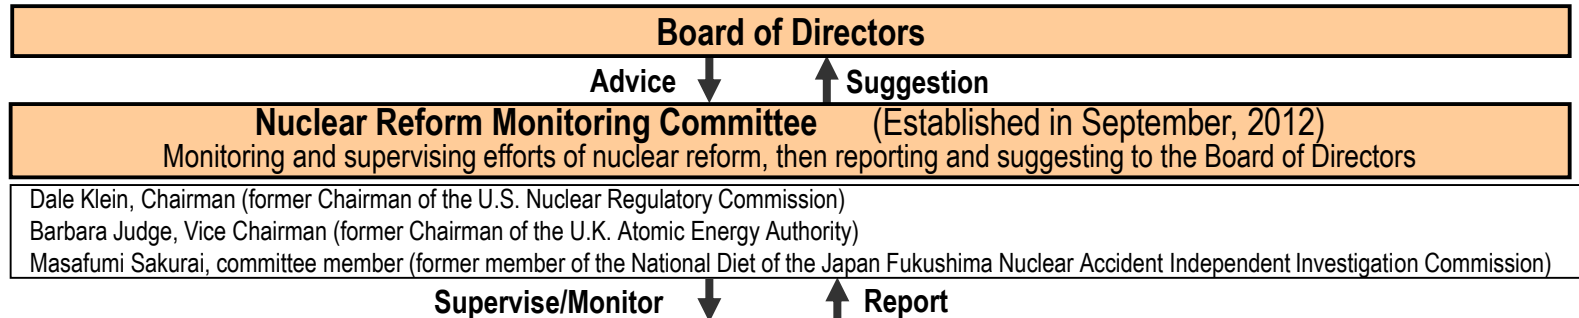 Board of Directors
Advice Suggestion
Nuclear Reform Monitoring Committee (Established in September, 2012)
Monitoring and supervising efforts of nuclear reform, then reporting and suggesting to the Board of Directors
Dale Klein, Chairman (former Chairman of the U.S. Nuclear Regulatory Commission)
Barbara Judge, Vice Chairman (former Chairman of the U.K. Atomic Energy Authority)
Masafumi Sakurai, committee member (former member of the National Diet of the Japan Fukushima Nuclear Accident Independent Investigation Commission)
Supervise/Monitor Report